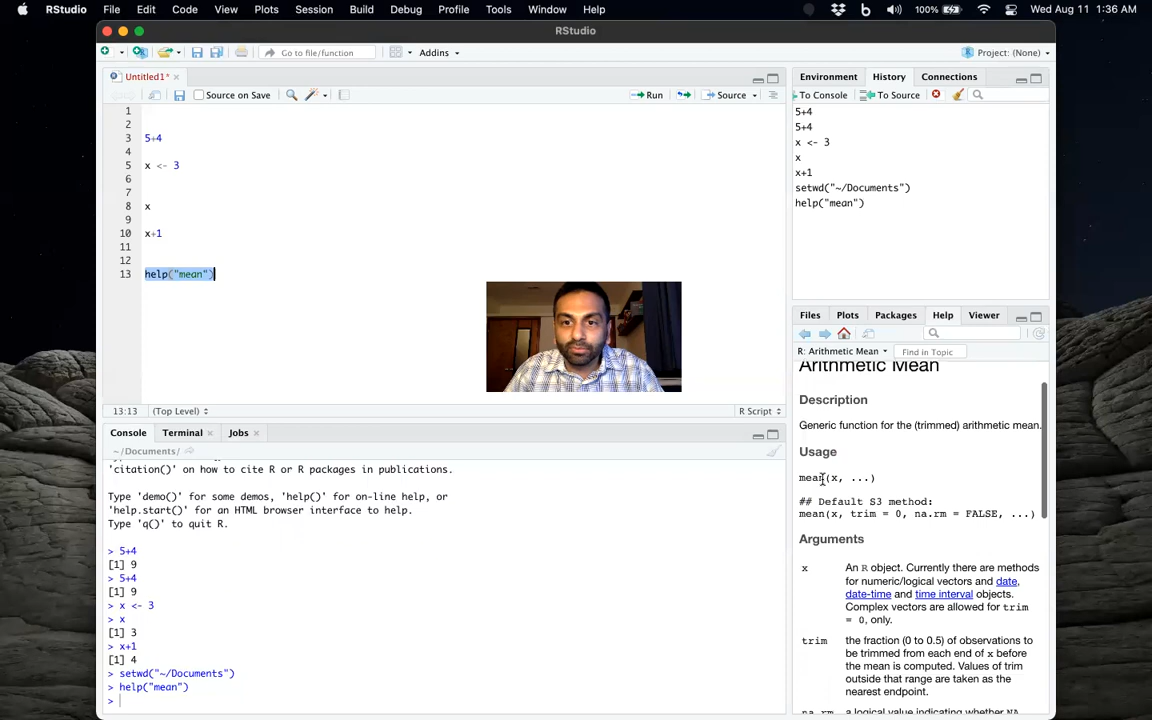 RStudio File Edit Code View Plots Session Build Debug Profile Tools Window Help 100% Wed Aug 11 1:36 AM
RStudio
Go to file/function Addins Project: (None)
Untitled1*
Source on Save Run Source
1
2
3 5+4
4
5 x <- 3
6
7
8 x
9
10 x+1
11
12
13 help("mean")
13:13 (Top Level) R Script
Console Terminal Jobs
~/Documents/
'citation()' on how to cite R or R packages in publications.
Type 'demo()' for some demos, 'help()' for on-line help, or
'help.start()' for an HTML browser interface to help.
Type 'q()' to quit R.
> 5+4
[1] 9
> 5+4
[1] 9
> x <- 3
> x
[1] 3
> x+1
[1] 4
> setwd("~/Documents")
> help("mean")
>
Environment History Connections
To Console To Source
5+4
5+4
x <- 3
x
x+1
setwd("~/Documents")
help("mean")
Files Plots Packages Help Viewer
R: Arithmetic Mean Find in Topic
Arithmetic Mean
Description
Generic function for the (trimmed) arithmetic mean.
Usage
mean(x, ...)
## Default S3 method:
mean(x, trim = 0, na.rm = FALSE, ...)
Arguments
x An R object. Currently there are methods
for numeric/logical vectors and date,
date-time and time interval objects.
Complex vectors are allowed for trim
= 0, only.
trim the fraction (0 to 0.5) of observations to
be trimmed from each end of x before
the mean is computed. Values of trim
outside that range are taken as the
nearest endpoint.
na.rm a logical value indicating whether NA